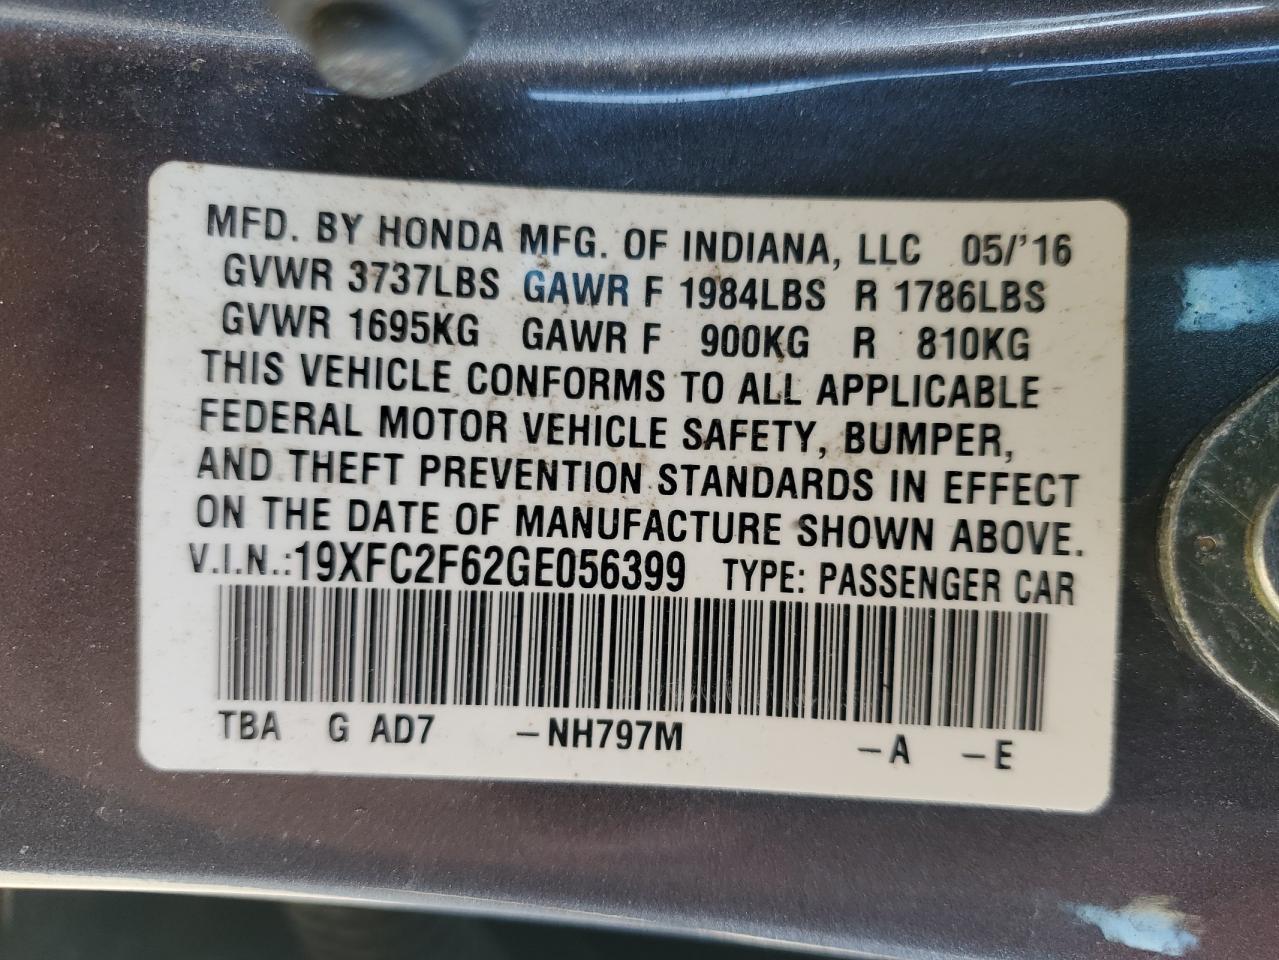 MFD. BY HONDA MFG. OF INDIANA, LLC 05/'16
GVWR 3737LBS GAWR F 1984LBS R 1786LBS
GVWR 1695KG GAWR F 900KG R 810KG
THIS VEHICLE CONFORMS TO ALL APPLICABLE
FEDERAL MOTOR VEHICLE SAFETY, BUMPER,
AND THEFT PREVENTION STANDARDS IN EFFECT
ON THE DATE OF MANUFACTURE SHOWN ABOVE.
V.I.N.:19XFC2F62GE056399 TYPE: PASSENGER CAR
TBA G AD7 -NH797M -A -E